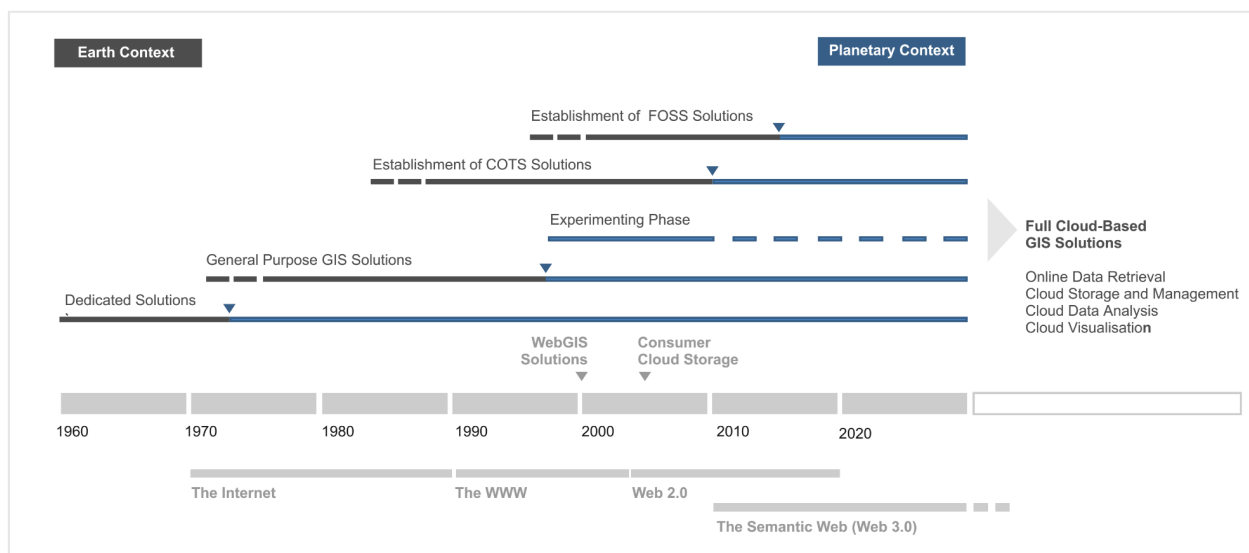 Earth Context
Planetary Context
Establishment of FOSS Solutions
Establishment of COTS Solutions
Experimenting Phase
General Purpose GIS Solutions
Dedicated Solutions
`
Full Cloud-Based
GIS Solutions
Online Data Retrieval
Cloud Storage and Management
Cloud Data Analysis
Cloud Visualisation
WebGIS
Solutions
Consumer
Cloud Storage
1960
1970
1980
1990
2000
2010
2020
The Internet
The WWW
Web 2.0
The Semantic Web (Web 3.0)